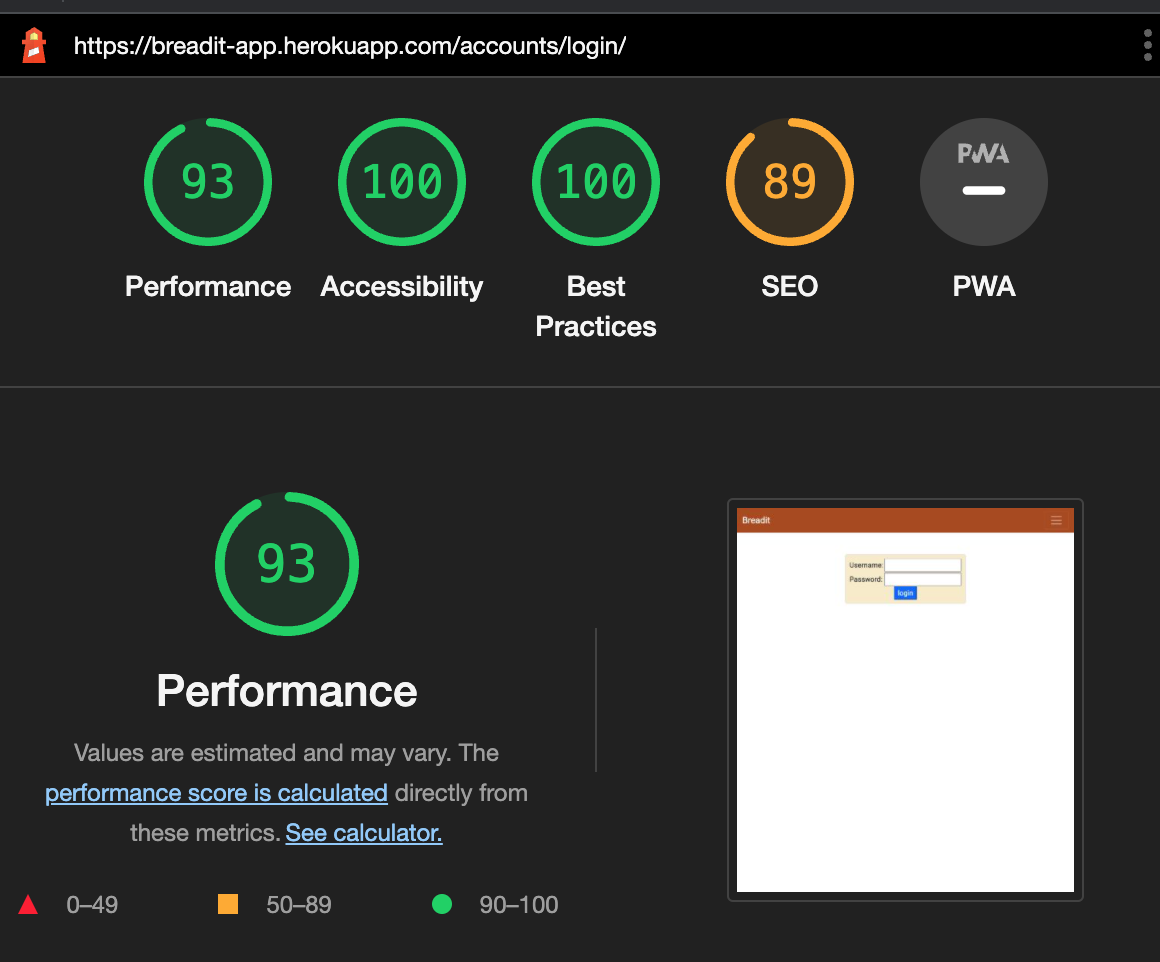 https://breadit-app.herokuapp.com/accounts/login/
93
100
100
89
PWA
Performance
Accessibility
Best
Practices
SEO
PWA
93
Performance
Values are estimated and may vary. The
performance score is calculated directly from
these metrics. See calculator.
0–49
50–89
90–100
Breadit
Username:
Password:
login